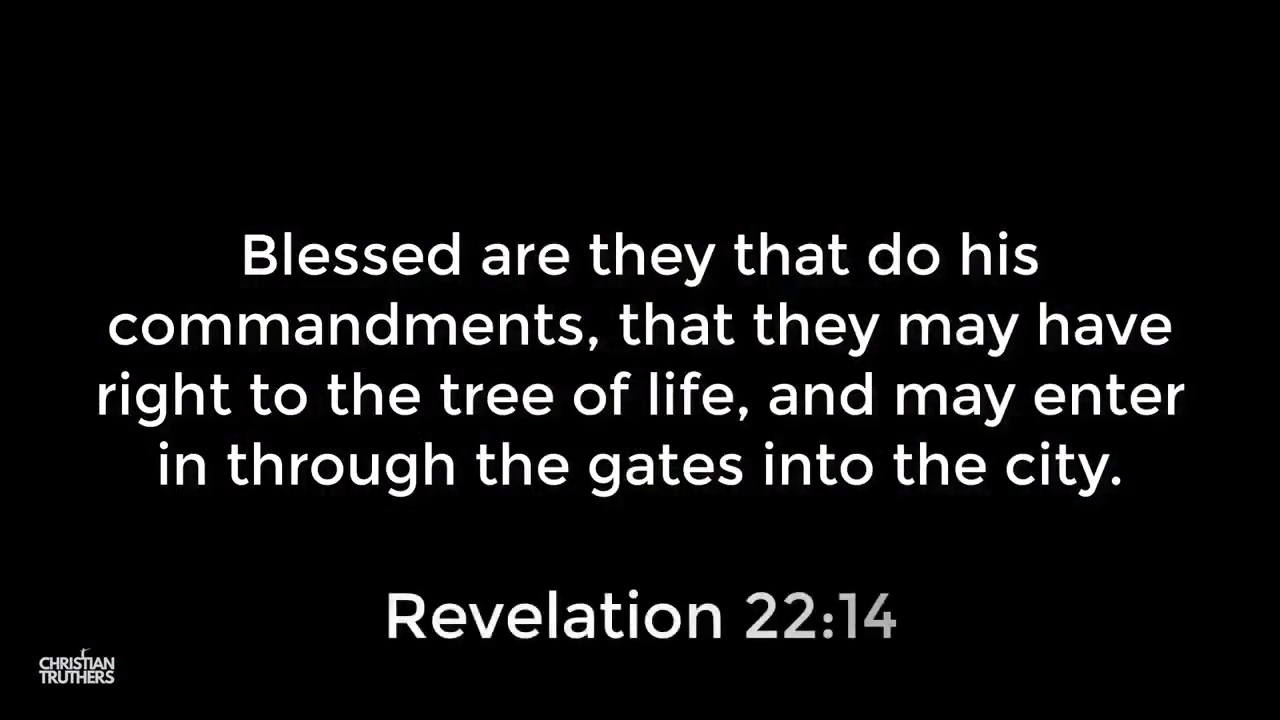 Blessed are they that do his
commandments, that they may have
right to the tree of life, and may enter
in through the gates into the city.
Revelation 22:14
CHRISTIAN
TRUTHERS